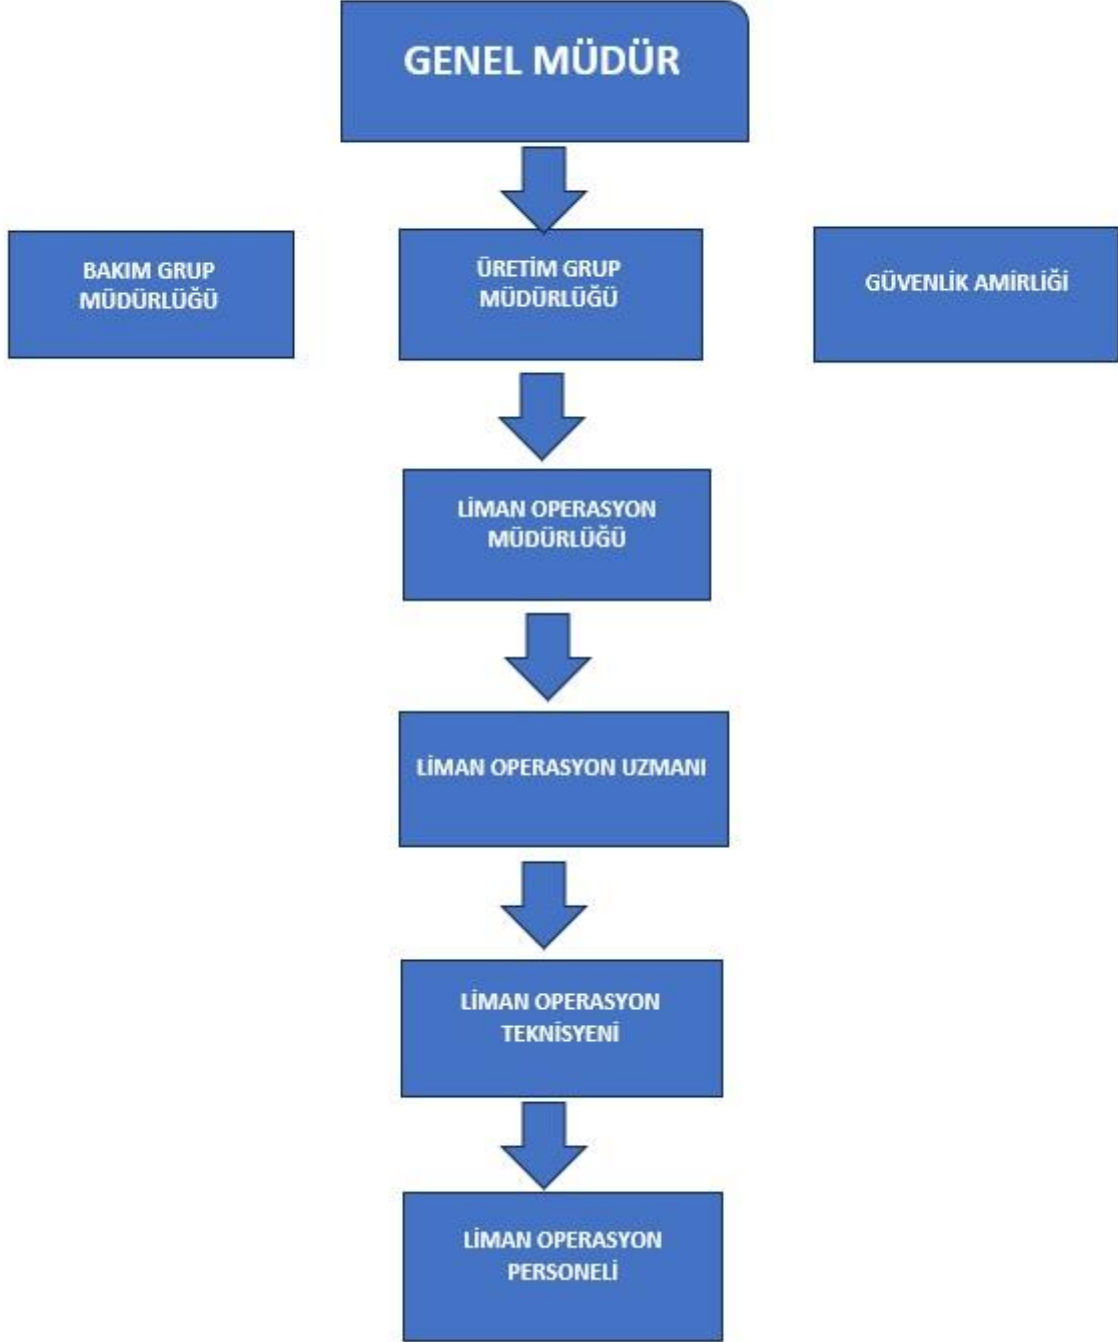 GENEL MÜDÜR
BAKIM GRUP
MÜDÜRLÜĞÜ
ÜRETİM GRUP
MÜDÜRLÜĞÜ
GÜVENLİK AMİRLİĞİ
LİMAN OPERASYON
MÜDÜRLÜĞÜ
LİMAN OPERASYON UZMANI
LİMAN OPERASYON
TEKNİSYENİ
LİMAN OPERASYON
PERSONELİ